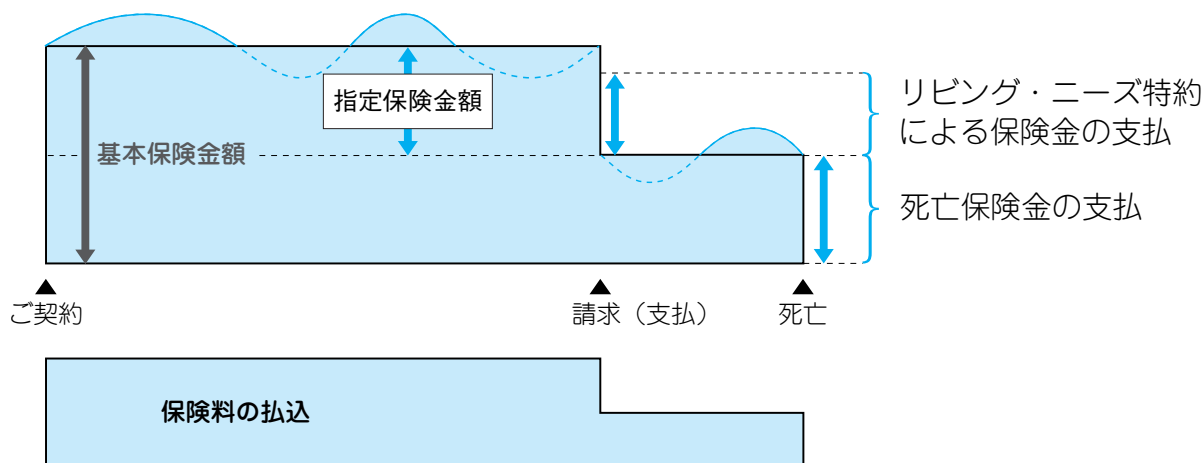 指定保険金額
基本保険金額
リビング・ニーズ特約
による保険金の支払
死亡保険金の支払
ご契約
請求（支払）
死亡
保険料の払込